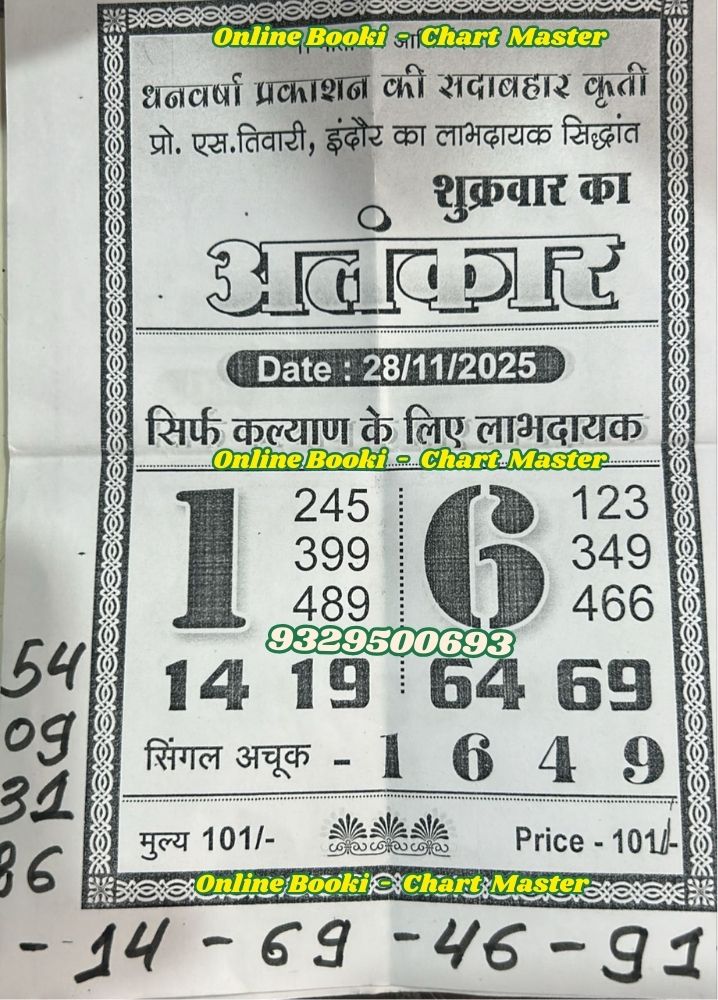 Online Booki - Chart Master
धनवर्षा प्रकाशन की सदाबहार कृती
प्रो. एस.तिवारी, इंदौर का लाभदायक सिद्धांत
शुक्रवार का
अलंकार
Date : 28/11/2025
सिर्फ कल्याण के लिए लाभदायक
Online Booki - Chart Master
1 245 6 123
399 349
489 466
9329500693
14 19 64 69
सिंगल अचूक - 1 6 4 9
मुल्य 101/- Price - 101/-
Online Booki - Chart Master
54
09
31
86
- 14 - 69 - 46 - 91